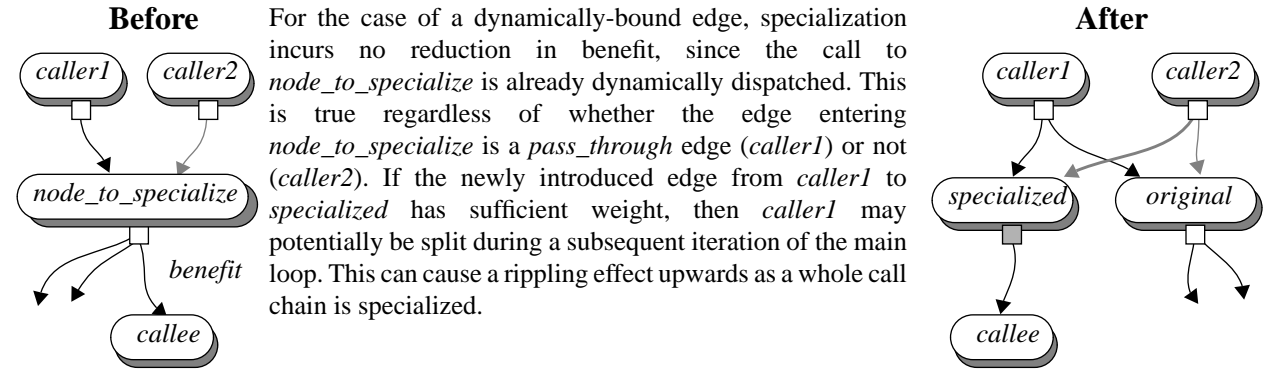 Before
caller1
caller2
node_to_specialize
benefit
callee
For the case of a dynamically-bound edge, specialization
incurs no reduction in benefit, since the call to
node_to_specialize is already dynamically dispatched. This
is true regardless of whether the edge entering
node_to_specialize is a pass_through edge (caller1) or not
(caller2). If the newly introduced edge from caller1 to
specialized has sufficient weight, then caller1 may
potentially be split during a subsequent iteration of the main
loop. This can cause a rippling effect upwards as a whole call
chain is specialized.
After
caller1
caller2
specialized
original
callee